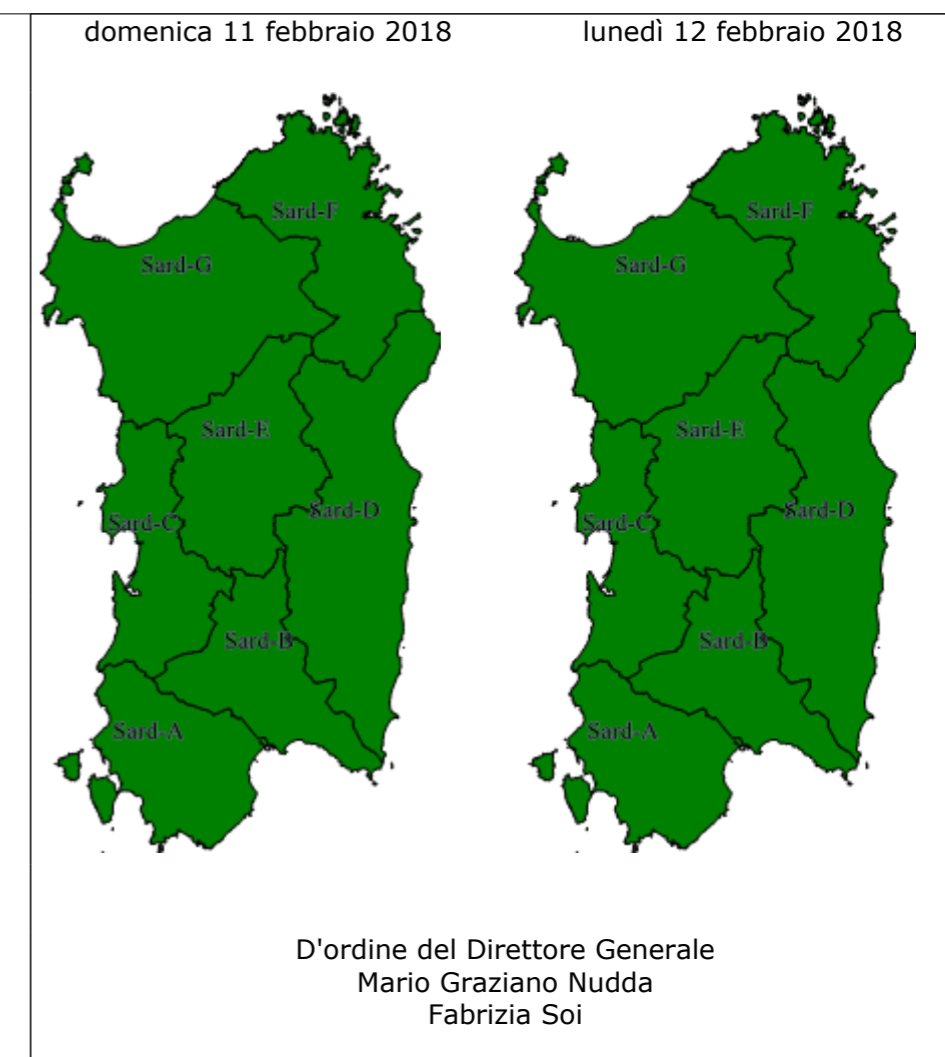 domenica 11 febbraio 2018
lunedì 12 febbraio 2018
Sard-F
Sard-G
Sard-E
Sard-D
Sard-C
Sard-B
Sard-A
Sard-F
Sard-G
Sard-E
Sard-D
Sard-C
Sard-B
Sard-A
D'ordine del Direttore Generale
Mario Graziano Nudda
Fabrizia Soi